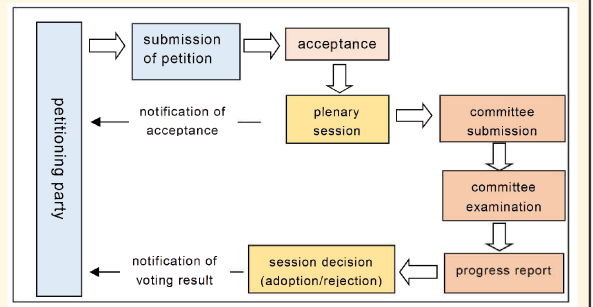 petitioning party
submission
of petition
acceptance
notification of
acceptance
plenary
session
committee
submission
committee
examination
notification of
voting result
session decision
(adoption/rejection)
progress report